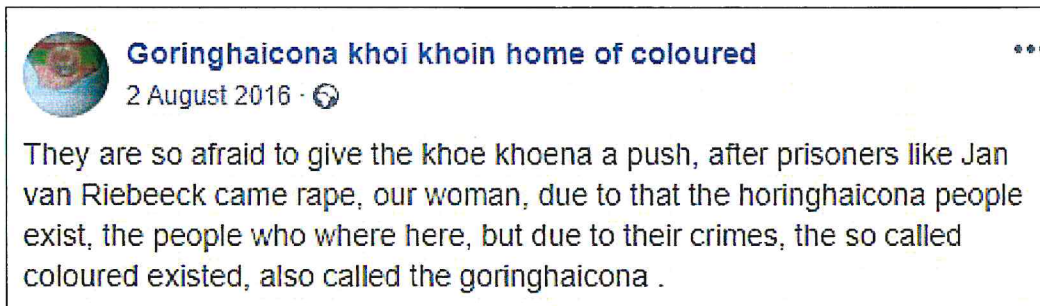 Goringhaicona khoi khoin home of coloured
2 August 2016 ·
They are so afraid to give the khoe khoena a push, after prisoners like Jan
van Riebeeck came rape, our woman, due to that the horinghaicona people
exist, the people who where here, but due to their crimes, the so called
coloured existed, also called the goringhaicona .